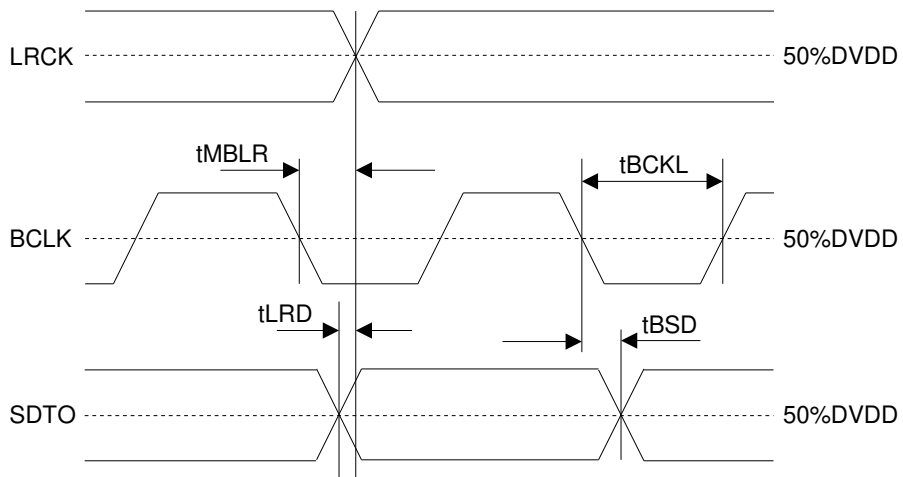 LRCK
50%DVDD
tMBLR
tBCKL
BCLK
50%DVDD
tLRD
tBSD
SDTO
50%DVDD